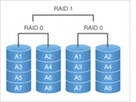 RAID 1
RAID 0 RAID 0
A1 A2 A1 A2
A3 A4 A3 A4
A5 A6 A5 A6
A7 A8 A7 A8